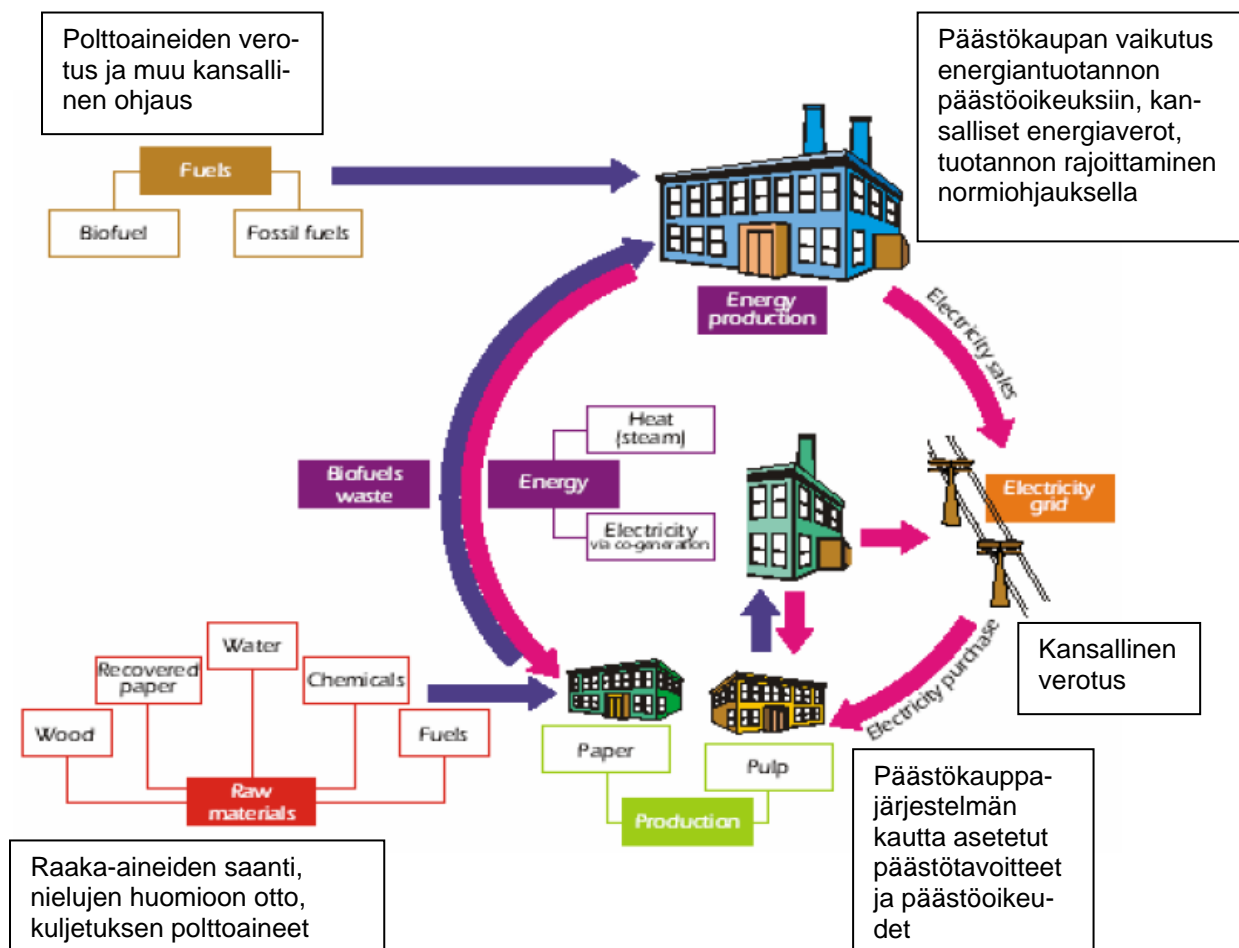 Polttoaineiden vero-
tus ja muu kansalli-
nen ohjaus
Päästökaupan vaikutus
energiantuotannon
päästöoikeuksiin, kan-
salliset energiaverot,
tuotannon rajoittaminen
normiohjauksella
Fuels
Biofuel
Fossil fuels
Energy
production
Electricity sales
Heat
(steam)
Biofuels
waste
Energy
Electricity
via co-generation
Electricity
grid
Electricity purchase
Kansallinen
verotus
Water
Recovered
paper
Chemicals
Wood
Fuels
Raw
materials
Paper
Pulp
Production
Päästökauppa-
järjestelmän
kautta asetetut
päästötavoitteet
ja päästöoikeu-
det
Raaka-aineiden saanti,
nielujen huomioon otto,
kuljetuksen polttoaineet